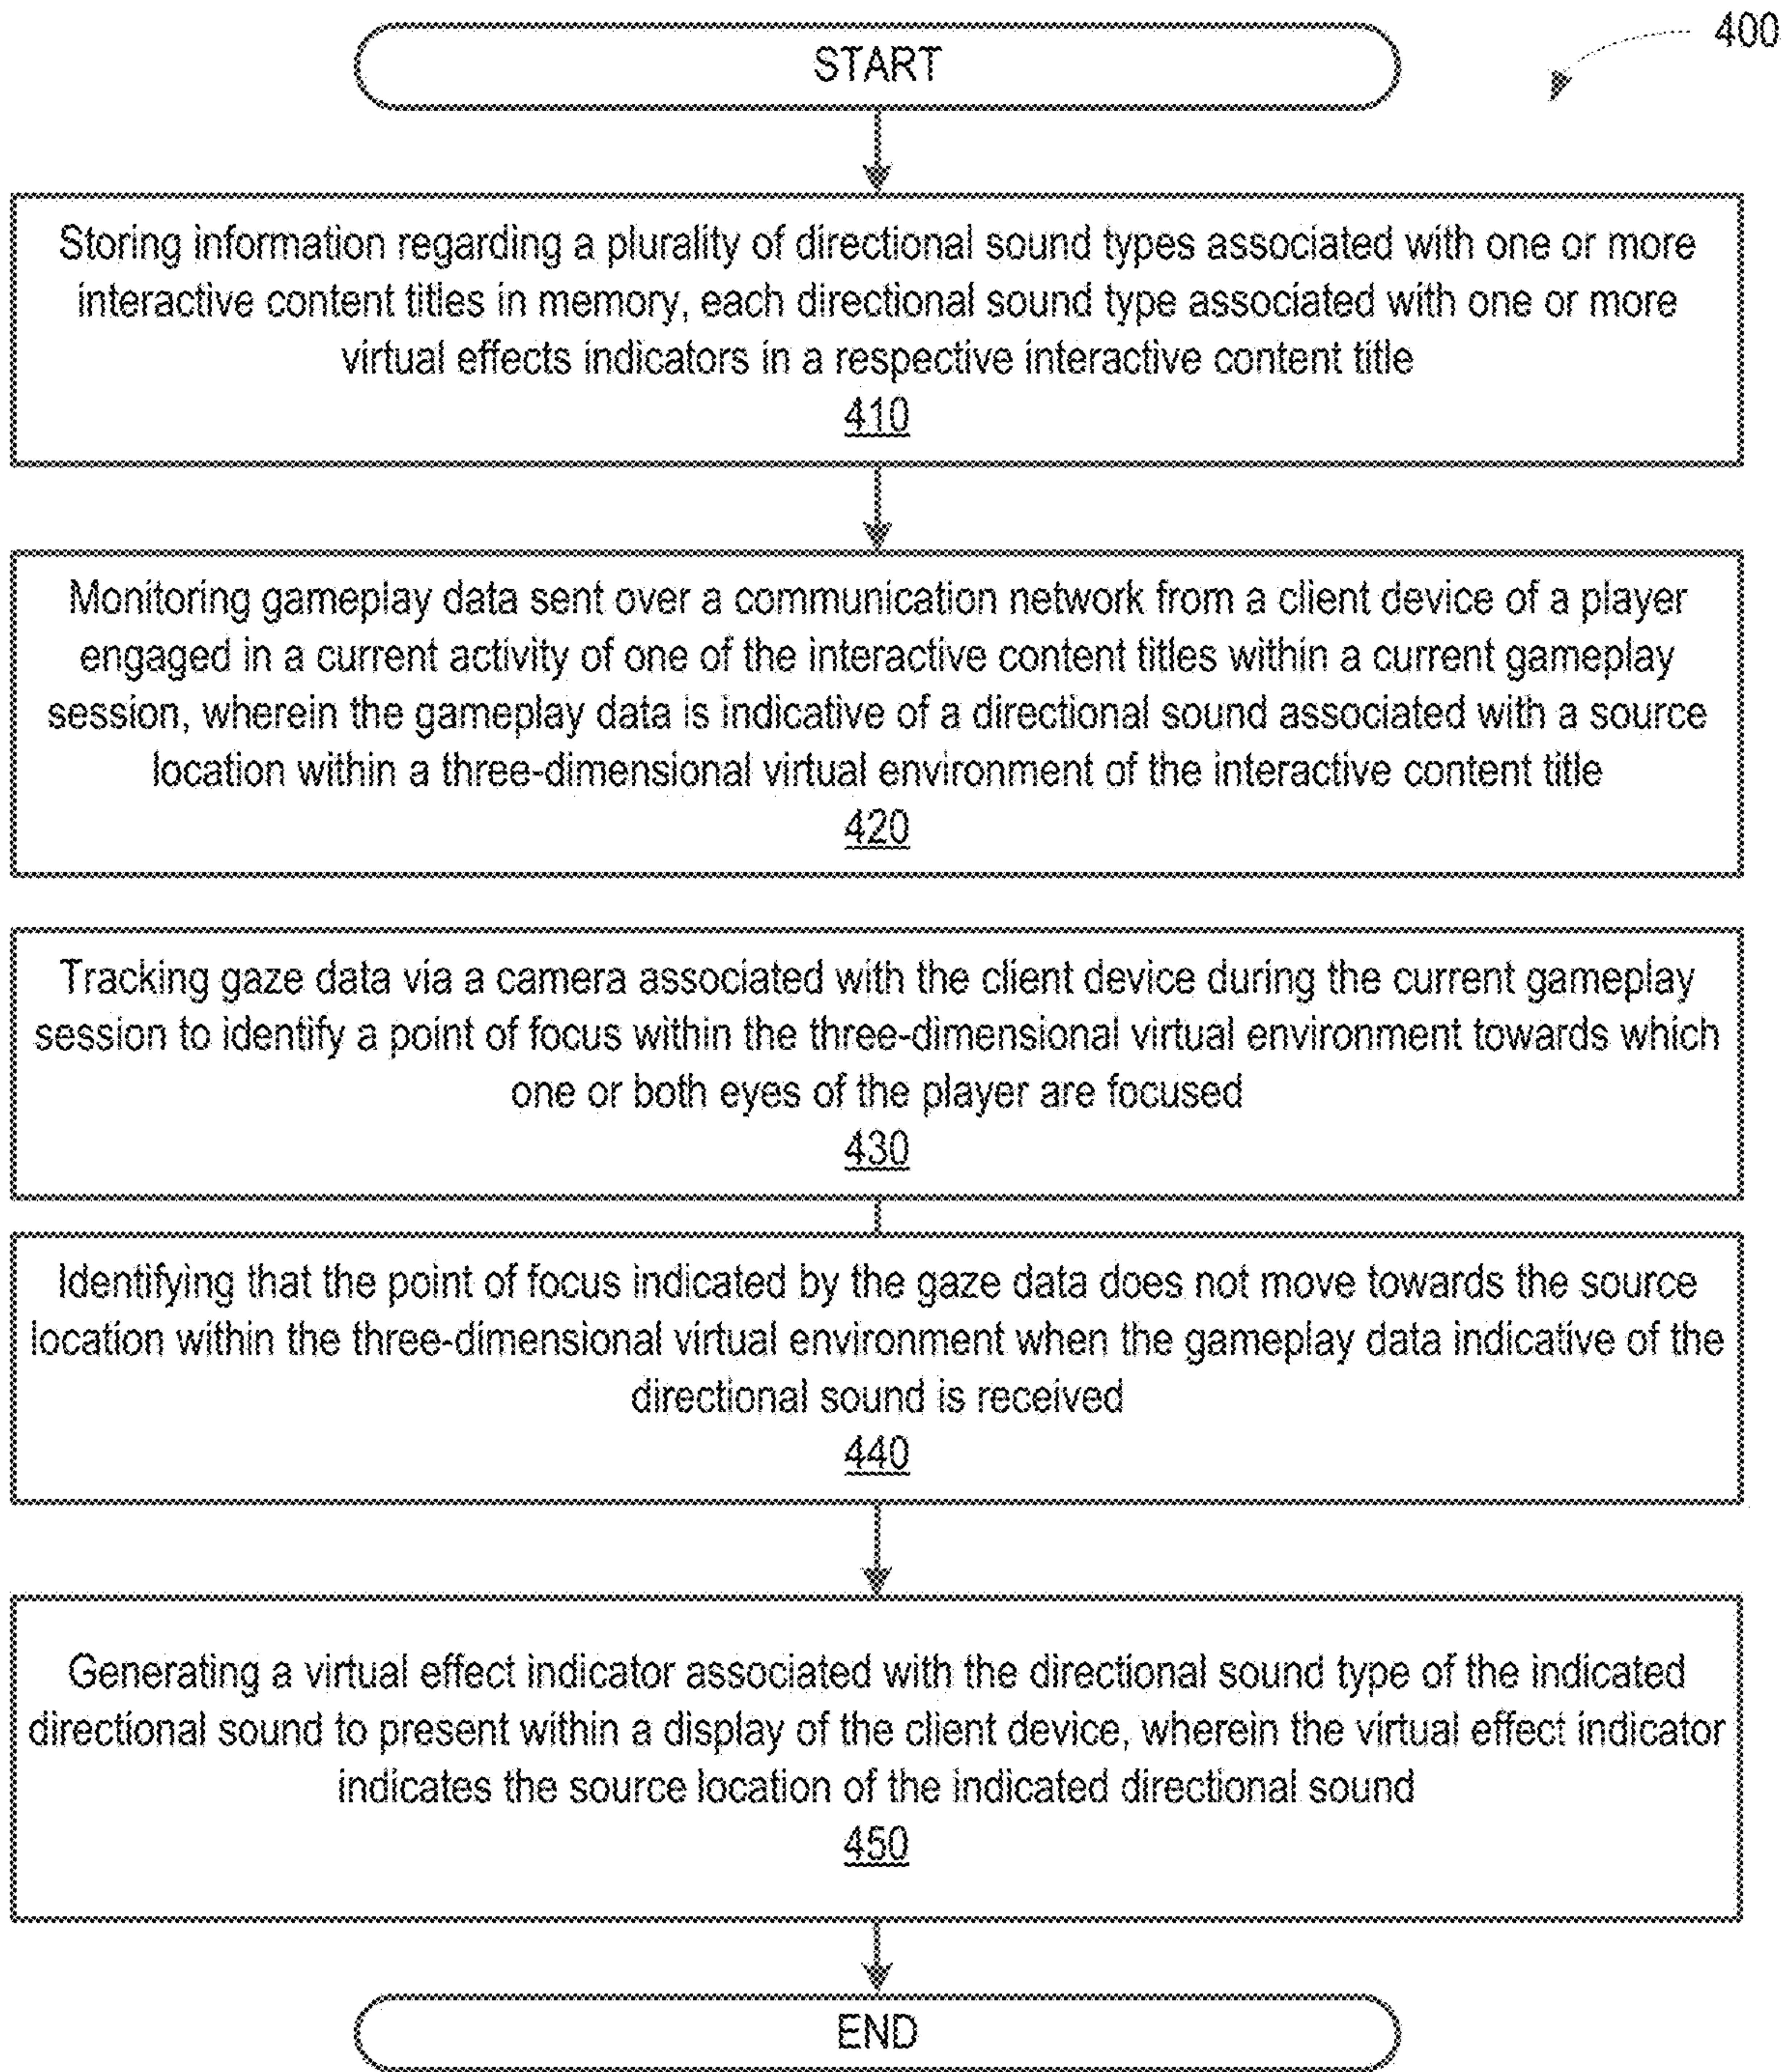 START
400
Storing information regarding a plurality of directional sound types associated with one or more
interactive content titles in memory, each directional sound type associated with one or more
virtual effects indicators in a respective interactive content title
410
Monitoring gameplay data sent over a communication network from a client device of a player
engaged in a current activity of one of the interactive content titles within a current gameplay
session, wherein the gameplay data is indicative of a directional sound associated with a source
location within a three-dimensional virtual environment of the interactive content title
420
Tracking gaze data via a camera associated with the client device during the current gameplay
session to identify a point of focus within the three-dimensional virtual environment towards which
one or both eyes of the player are focused
430
Identifying that the point of focus indicated by the gaze data does not move towards the source
location within the three-dimensional virtual environment when the gameplay data indicative of the
directional sound is received
440
Generating a virtual effect indicator associated with the directional sound type of the indicated
directional sound to present within a display of the client device, wherein the virtual effect indicator
indicates the source location of the indicated directional sound
450
END